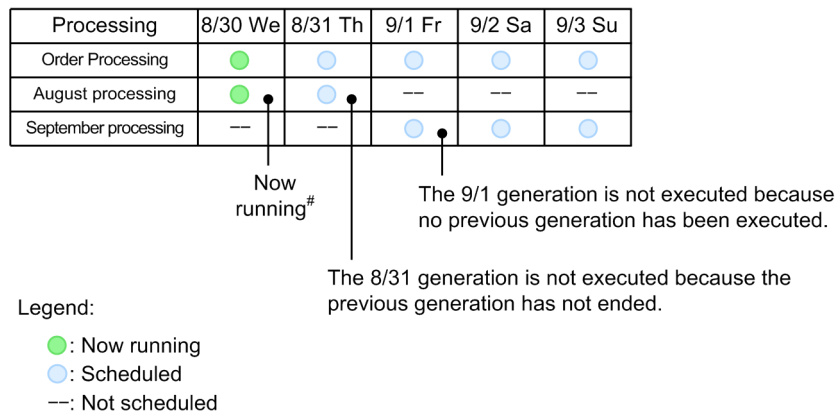 Processing 8/30 We 8/31 Th 9/1 Fr 9/2 Sa 9/3 Su
Order Processing
August processing –– –– ––
September processing –– ––
Now
running#
The 9/1 generation is not executed because
no previous generation has been executed.
The 8/31 generation is not executed because the
previous generation has not ended.
Legend:
: Now running
: Scheduled
––: Not scheduled